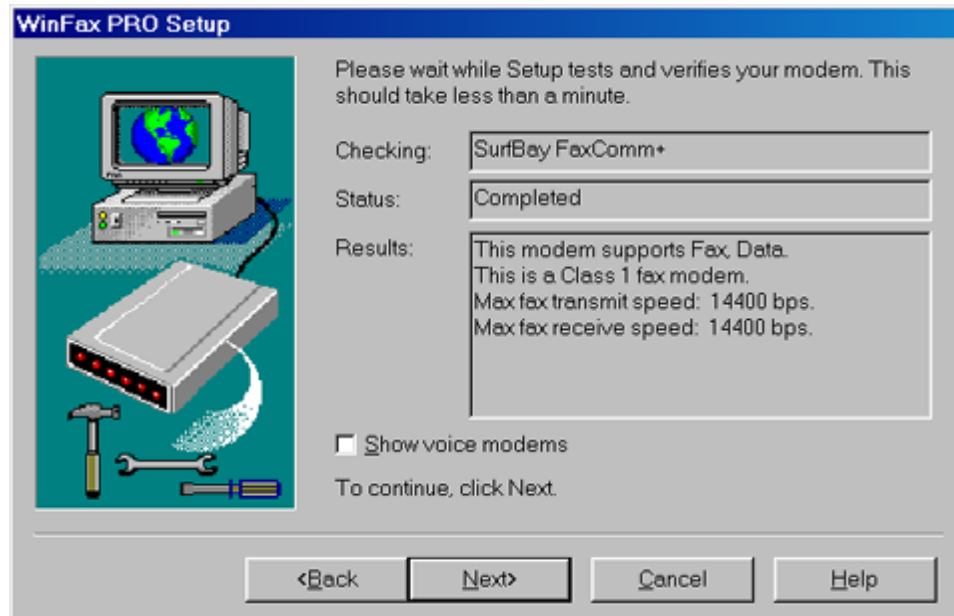 WinFax PRO Setup
Please wait while Setup tests and verifies your modem. This
should take less than a minute.
Checking: SurfBay FaxComm+
Status: Completed
Results: This modem supports Fax, Data.
This is a Class 1 fax modem.
Max fax transmit speed: 14400 bps.
Max fax receive speed: 14400 bps.
Show voice modems
To continue, click Next.
<Back Next> Cancel Help